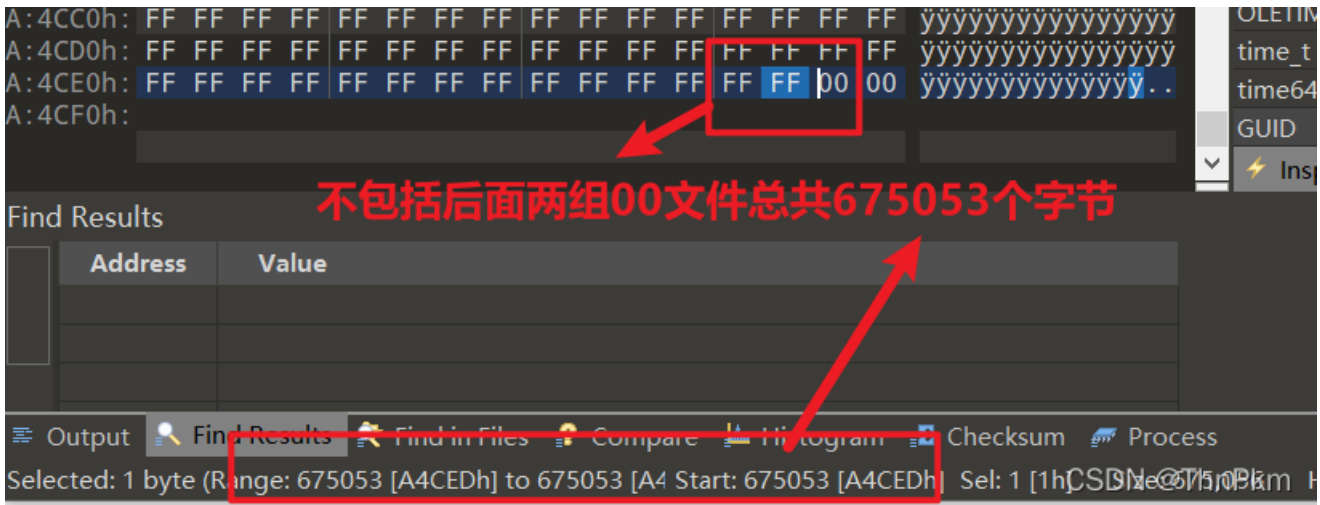 A:4CC0h: FF FF FF FF FF FF FF FF FF FF FF FF FF FF FF FF ÿÿÿÿÿÿÿÿÿÿÿÿÿÿÿÿ OLETIM
A:4CD0h: FF FF FF FF FF FF FF FF FF FF FF FF FF FF FF FF ÿÿÿÿÿÿÿÿÿÿÿÿÿÿÿÿ time_t
A:4CE0h: FF FF FF FF FF FF FF FF FF FF FF FF FF FF 00 00 ÿÿÿÿÿÿÿÿÿÿÿÿÿÿ.. time64
A:4CF0h:
GUID
Insp
不包括后面两组00文件总共675053个字节
Find Results
Address Value
Output Find Results Find in Files Compare Histogram Checksum Process
Selected: 1 byte (Range: 675053 [A4CEDh] to 675053 [A4 Start: 675053 [A4CEDh] Sel: 1 [1h]
CSDN @ThnPkm